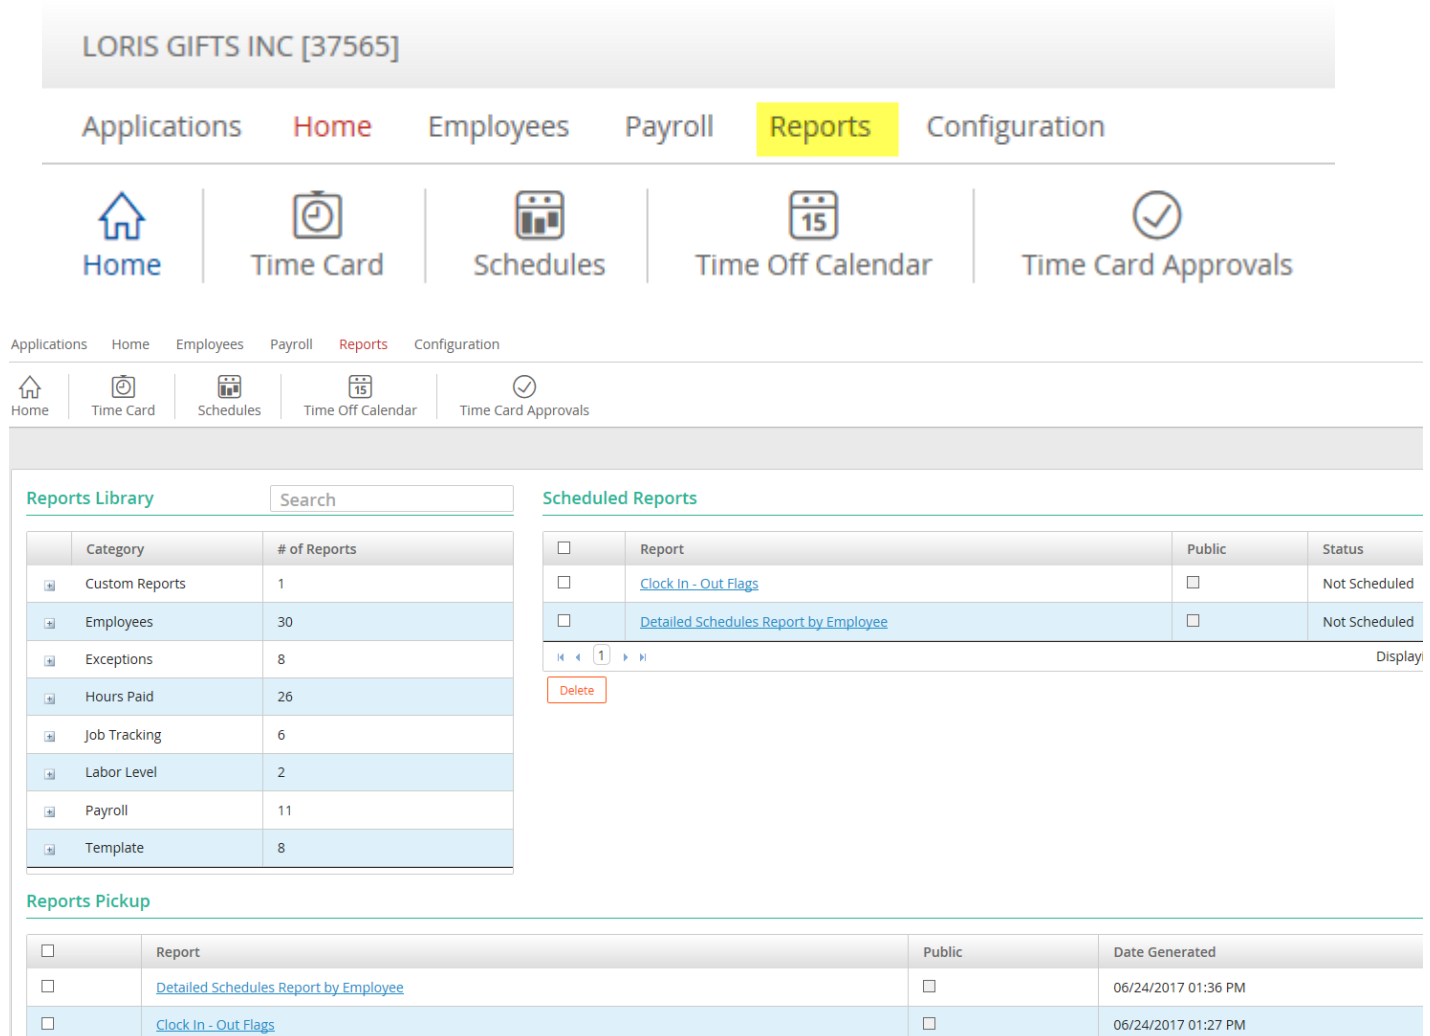 LORIS GIFTS INC [37565]
Applications Home Employees Payroll Reports Configuration
15
Home Time Card Schedules Time Off Calendar Time Card Approvals
Applications Home Employees Payroll Reports Configuration
15
Home Time Card Schedules Time Off Calendar Time Card Approvals
Reports Library Search Scheduled Reports
Category # of Reports Report Public Status
Custom Reports 1 Clock In - Out Flags Not Scheduled
Employees 30 Detailed Schedules Report by Employee Not Scheduled
Exceptions 8 1 Displayi
Hours Paid 26 Delete
Job Tracking 6
Labor Level 2
Payroll 11
Template 8
Reports Pickup
Report Public Date Generated
Detailed Schedules Report by Employee 06/24/2017 01:36 PM
Clock In - Out Flags 06/24/2017 01:27 PM